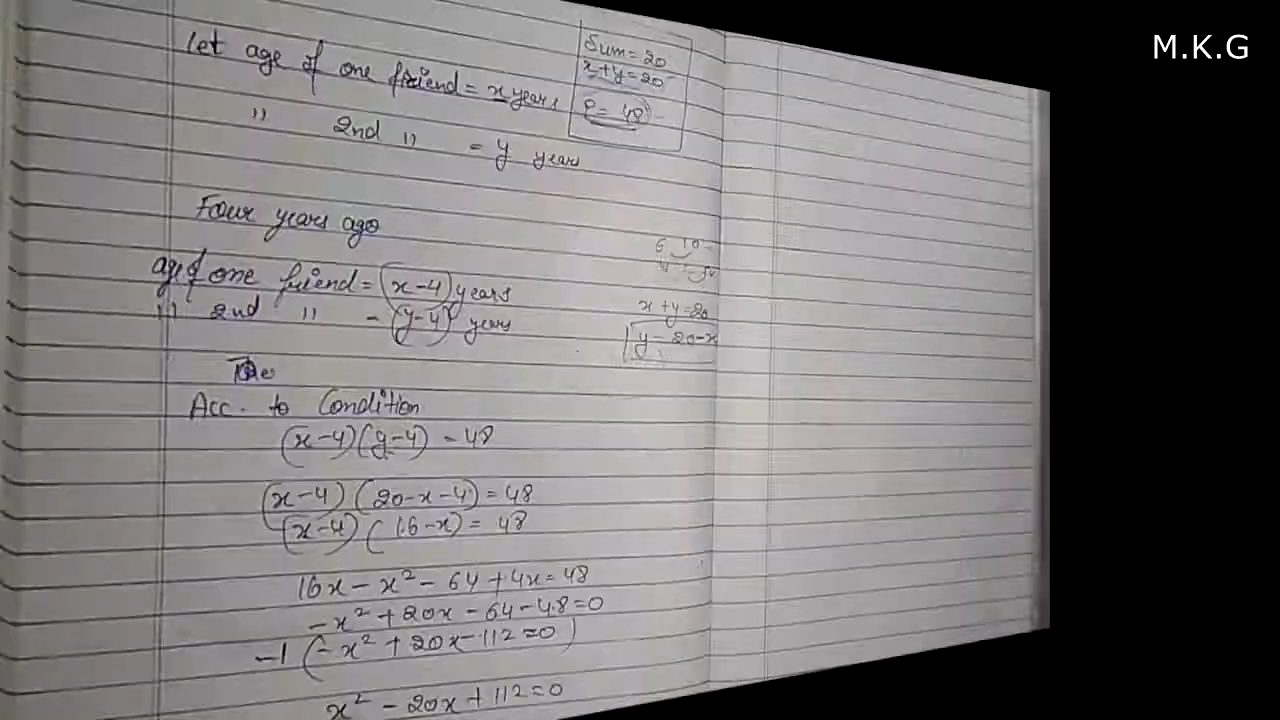 M.K.G
Let age of one friend = x years
Sum = 20
x + y = 20
P = 48
" 2nd " = y years
Four years ago
age of one friend = (x-4) years
" 2nd " - (y-4) years
6 10
x + y = 20
y - 20-x
Acc. to Condition
(x-4)(y-4) - 48
(x-4) (20-x-4) = 48
(x-4) (16-x) = 48
16x - x² - 64 + 4x = 48
-x² + 20x - 64 - 48 = 0
-1 (-x² + 20x - 112 = 0)
x² - 20x + 112 = 0